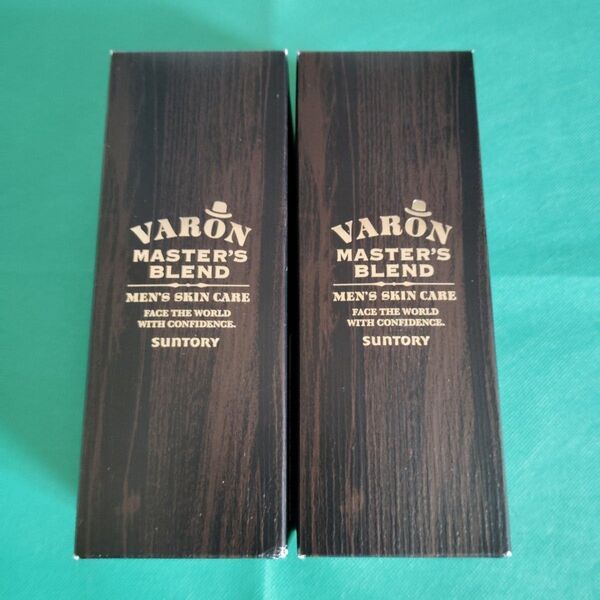 VARON
MASTER'S
BLEND
MEN'S SKIN CARE
FACE THE WORLD
WITH CONFIDENCE.
SUNTORY
VARON
MASTER'S
BLEND
MEN'S SKIN CARE
FACE THE WORLD
WITH CONFIDENCE.
SUNTORY